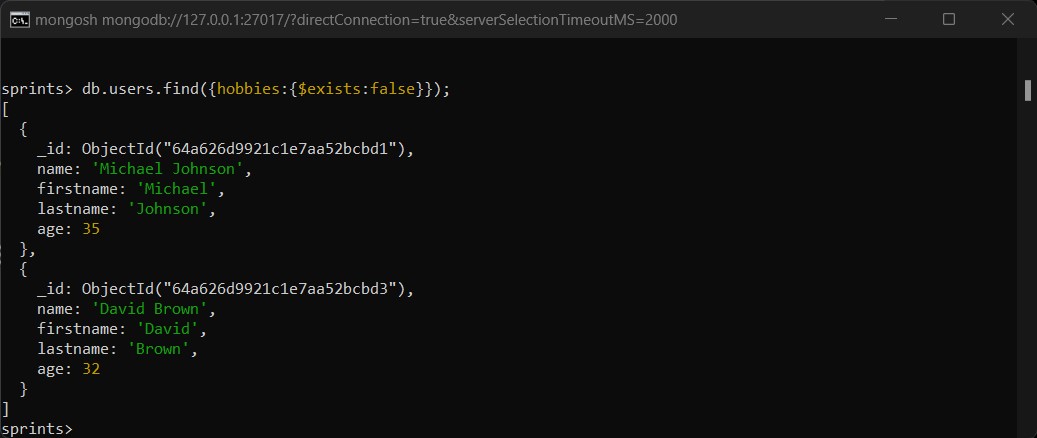 mongosh mongodb://127.0.0.1:27017/?directConnection=true&serverSelectionTimeoutMS=2000
sprints> db.users.find({hobbies:{$exists:false}});
[
  {
    _id: ObjectId("64a626d9921c1e7aa52bcbd1"),
    name: 'Michael Johnson',
    firstname: 'Michael',
    lastname: 'Johnson',
    age: 35
  },
  {
    _id: ObjectId("64a626d9921c1e7aa52bcbd3"),
    name: 'David Brown',
    firstname: 'David',
    lastname: 'Brown',
    age: 32
  }
]
sprints>